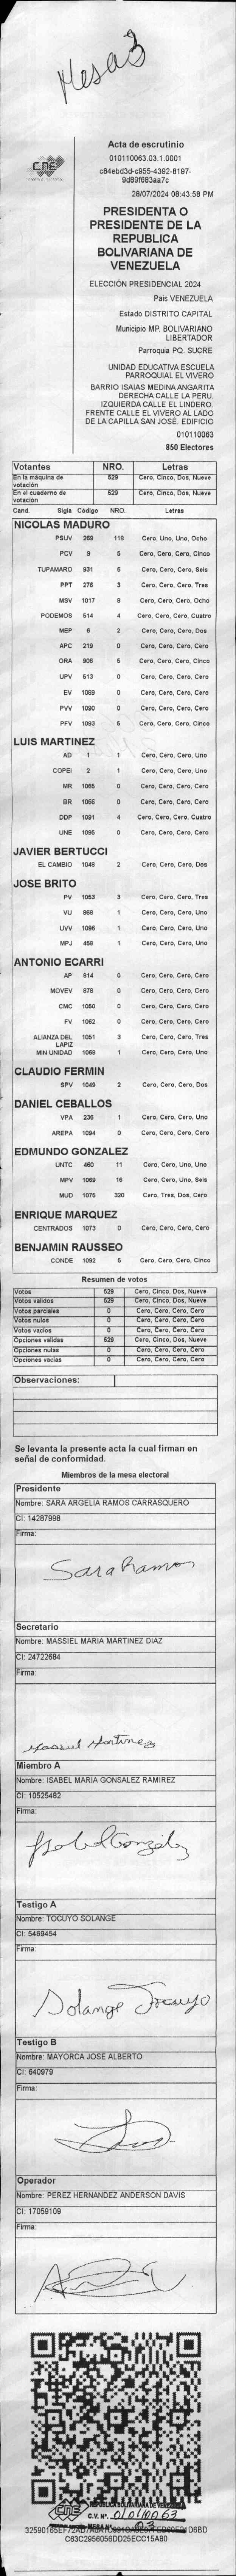 Mesa 3
CNE
Acta de escrutinio
010110063.03.1.0001
c84ebd3d-c855-4392-8197-
9d89f683aa7c
28/07/2024 08:43:58 PM
PRESIDENTA O
PRESIDENTE DE LA
REPUBLICA
BOLIVARIANA DE
VENEZUELA
ELECCIÓN PRESIDENCIAL 2024
País VENEZUELA
Estado DISTRITO CAPITAL
Municipio MP. BOLIVARIANO
LIBERTADOR
Parroquia PQ. SUCRE
UNIDAD EDUCATIVA ESCUELA
PARROQUIAL EL VIVERO
BARRIO ISAIAS MEDINA ANGARITA
DERECHA CALLE LA PERU.
IZQUIERDA CALLE EL LINDERO.
FRENTE CALLE EL VIVERO AL LADO
DE LA CAPILLA SAN JOSE. EDIFICIO
010110063
850 Electores
Votantes NRO. Letras
En la máquina de votación 529 Cero, Cinco, Dos, Nueve
En el cuaderno de votación 529 Cero, Cinco, Dos, Nueve
Cand. Sigla Código NRO. Letras
NICOLAS MADURO
PSUV 269 118 Cero, Uno, Uno, Ocho
PCV 9 5 Cero, Cero, Cero, Cinco
TUPAMARO 931 6 Cero, Cero, Cero, Seis
PPT 276 3 Cero, Cero, Cero, Tres
MSV 1017 8 Cero, Cero, Cero, Ocho
PODEMOS 514 4 Cero, Cero, Cero, Cuatro
MEP 6 2 Cero, Cero, Cero, Dos
APC 219 0 Cero, Cero, Cero, Cero
ORA 906 5 Cero, Cero, Cero, Cinco
UPV 513 0 Cero, Cero, Cero, Cero
EV 1089 0 Cero, Cero, Cero, Cero
PVV 1090 0 Cero, Cero, Cero, Cero
PFV 1093 5 Cero, Cero, Cero, Cinco
LUIS MARTINEZ
AD 1 1 Cero, Cero, Cero, Uno
COPEI 2 1 Cero, Cero, Cero, Uno
MR 1065 0 Cero, Cero, Cero, Cero
BR 1066 0 Cero, Cero, Cero, Cero
DDP 1091 4 Cero, Cero, Cero, Cuatro
UNE 1095 0 Cero, Cero, Cero, Cero
JAVIER BERTUCCI
EL CAMBIO 1048 2 Cero, Cero, Cero, Dos
JOSE BRITO
PV 1053 3 Cero, Cero, Cero, Tres
VU 868 1 Cero, Cero, Cero, Uno
UVV 1096 1 Cero, Cero, Cero, Uno
MPJ 458 1 Cero, Cero, Cero, Uno
ANTONIO ECARRI
AP 814 0 Cero, Cero, Cero, Cero
MOVEV 878 0 Cero, Cero, Cero, Cero
CMC 1050 0 Cero, Cero, Cero, Cero
FV 1062 0 Cero, Cero, Cero, Cero
ALIANZA DEL LAPIZ 1051 3 Cero, Cero, Cero, Tres
MIN UNIDAD 1068 1 Cero, Cero, Cero, Uno
CLAUDIO FERMIN
SPV 1049 2 Cero, Cero, Cero, Dos
DANIEL CEBALLOS
VPA 236 1 Cero, Cero, Cero, Uno
AREPA 1094 0 Cero, Cero, Cero, Cero
EDMUNDO GONZALEZ
UNTC 460 11 Cero, Cero, Uno, Uno
MPV 1069 16 Cero, Cero, Uno, Seis
MUD 1075 320 Cero, Tres, Dos, Cero
ENRIQUE MARQUEZ
CENTRADOS 1073 0 Cero, Cero, Cero, Cero
BENJAMIN RAUSSEO
CONDE 1092 5 Cero, Cero, Cero, Cinco
Resumen de votos
Votos 529 Cero, Cinco, Dos, Nueve
Votos validos 529 Cero, Cinco, Dos, Nueve
Votos parciales 0 Cero, Cero, Cero, Cero
Votos nulos 0 Cero, Cero, Cero, Cero
Votos vacios 0 Cero, Cero, Cero, Cero
Opciones validas 529 Cero, Cinco, Dos, Nueve
Opciones nulas 0 Cero, Cero, Cero, Cero
Opciones vacias 0 Cero, Cero, Cero, Cero
Observaciones:
Se levanta la presente acta la cual firman en
señal de conformidad.
Miembros de la mesa electoral
Presidente
Nombre: SARA ARGELIA RAMOS CARRASQUERO
CI: 14287998
Firma:
Sara Ramos
Secretario
Nombre: MASSIEL MARIA MARTINEZ DIAZ
CI: 24722684
Firma:
Massiel Martinez
Miembro A
Nombre: ISABEL MARIA GONSALEZ RAMIREZ
CI: 10525482
Firma:
Isabel González
Testigo A
Nombre: TOCUYO SOLANGE
CI: 5469454
Firma:
Solange Tocuyo
Testigo B
Nombre: MAYORCA JOSE ALBERTO
CI: 640979
Firma:
Operador
Nombre: PEREZ HERNANDEZ ANDERSON DAVIS
CI: 17059109
Firma:
CNE
REPUBLICA BOLIVARIANA DE VENEZUELA
C.V. Nº. 010110063
MESA Nº 03
C63C2956056DD25ECC15AB0